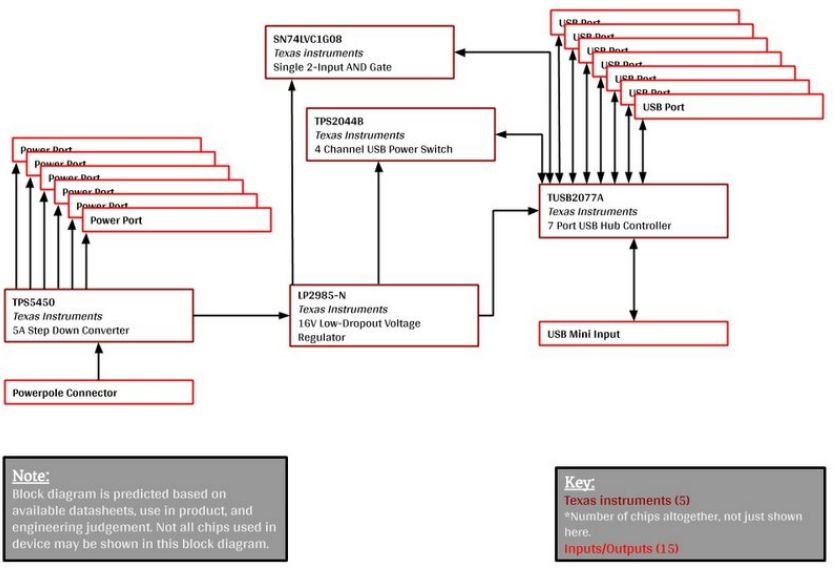 SN74LVC1G08
Texas instruments
Single 2-Input AND Gate
USB Port
USB Port
USB Port
USB Port
USB Port
USB Port
USB Port
TPS2044B
Texas Instruments
4 Channel USB Power Switch
Power Port
Power Port
Power Port
Power Port
Power Port
Power Port
TUSB2077A
Texas Instruments
7 Port USB Hub Controller
TPS5450
Texas Instruments
5A Step Down Converter
LP2985-N
Texas Instruments
16V Low-Dropout Voltage
Regulator
USB Mini Input
Powerpole Connector
Note:
Block diagram is predicted based on
available datasheets, use in product, and
engineering judgement. Not all chips used in
device may be shown in this block diagram.
Key:
Texas instruments (5)
*Number of chips altogether, not just shown
here.
Inputs/Outputs (15)